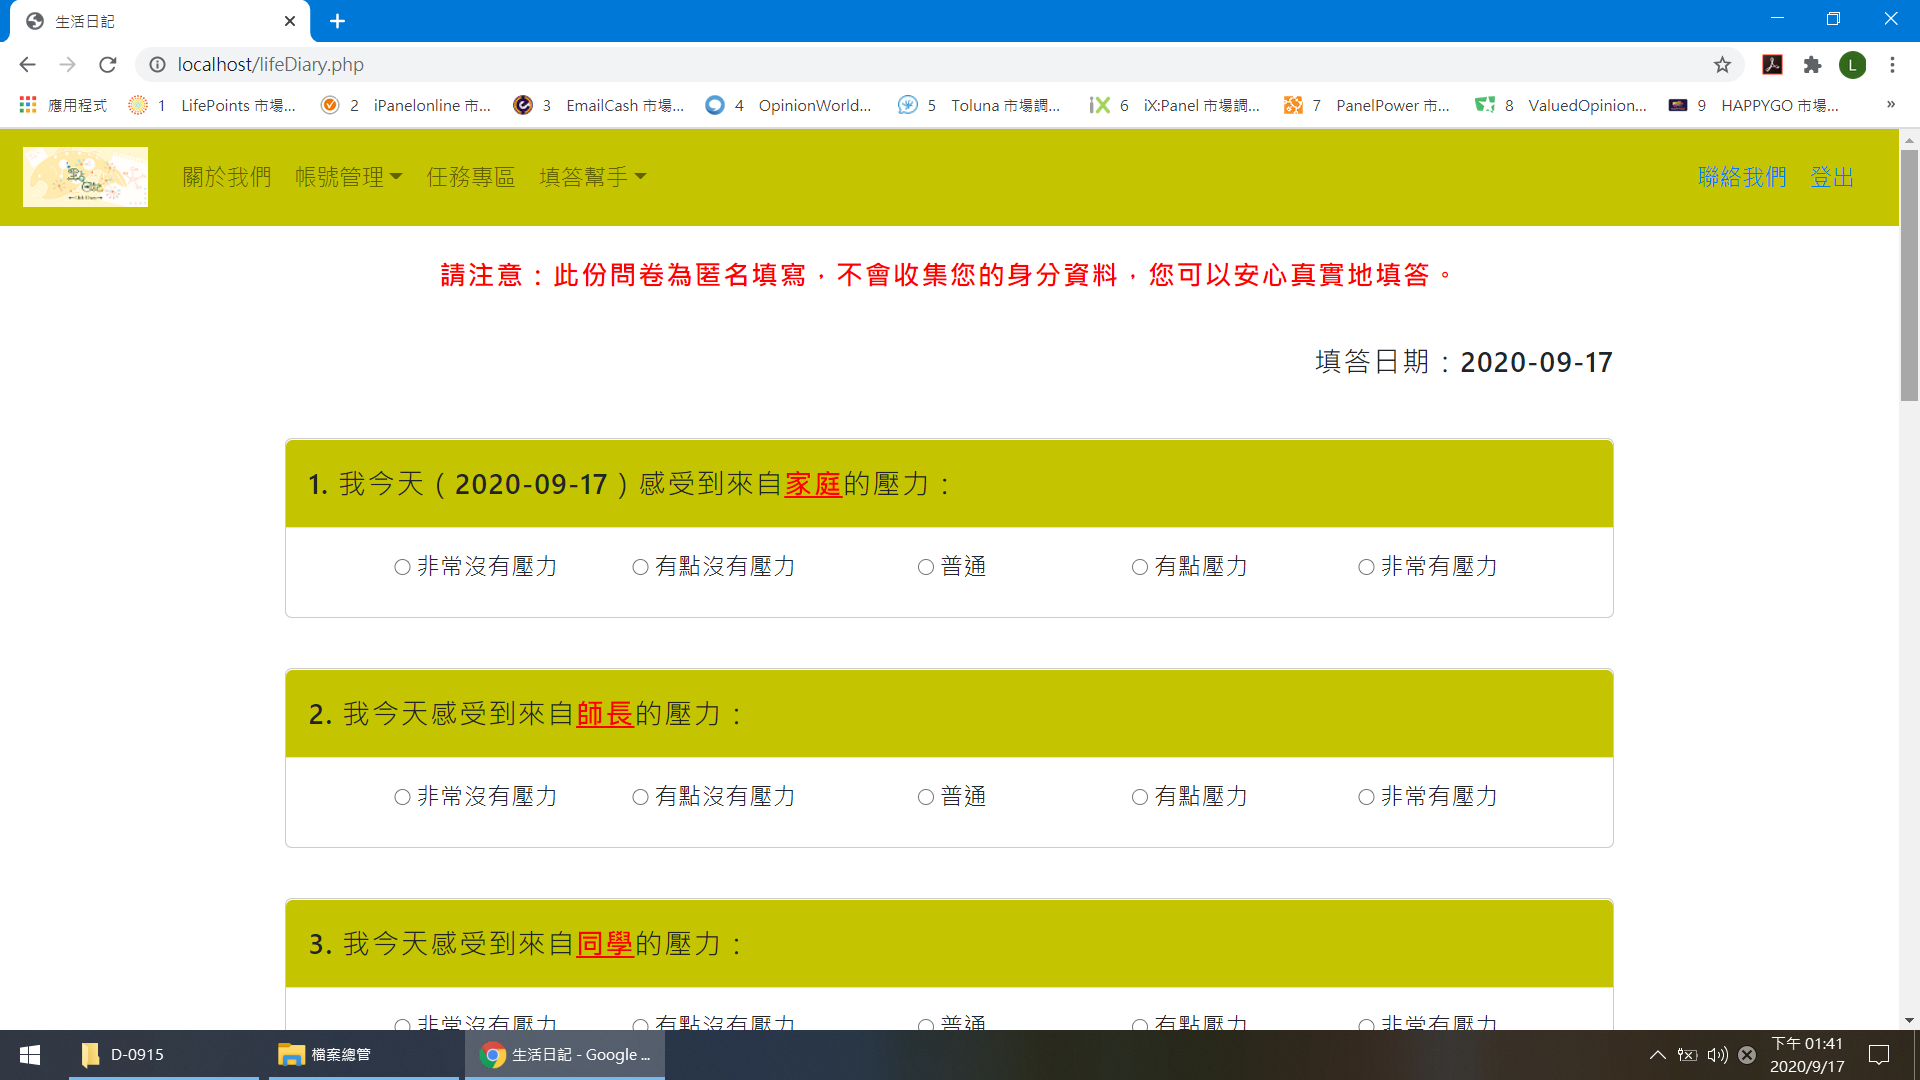 生活日記
localhost/lifeDiary.php
L
應用程式 1 LifePoints 市場... 2 iPanelonline 市... 3 EmailCash 市場... 4 OpinionWorld... 5 Toluna 市場調... 6 iX:Panel 市場調... 7 PanelPower 市... 8 ValuedOpinion... 9 HAPPYGO 市場... »
關於我們 帳號管理 任務專區 填答幫手 聯絡我們 登出
請注意：此份問卷為匿名填寫，不會收集您的身分資料，您可以安心真實地填答。
填答日期：2020-09-17
1. 我今天（2020-09-17）感受到來自家庭的壓力：
非常沒有壓力 有點沒有壓力 普通 有點壓力 非常有壓力
2. 我今天感受到來自師長的壓力：
非常沒有壓力 有點沒有壓力 普通 有點壓力 非常有壓力
3. 我今天感受到來自同學的壓力：
非常沒有壓力 有點沒有壓力 普通 有點壓力 非常有壓力
D-0915 檔案總管 生活日記 - Google ... 下午 01:41
2020/9/17